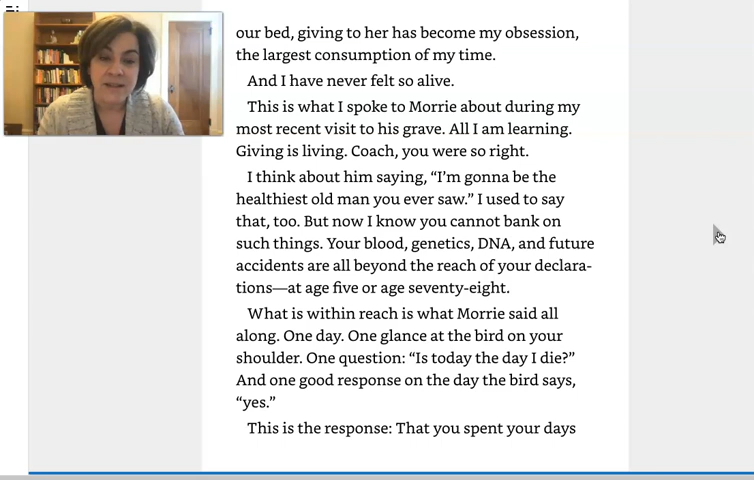 our bed, giving to her has become my obsession,
the largest consumption of my time.
And I have never felt so alive.
This is what I spoke to Morrie about during my
most recent visit to his grave. All I am learning.
Giving is living. Coach, you were so right.
I think about him saying, “I’m gonna be the
healthiest old man you ever saw.” I used to say
that, too. But now I know you cannot bank on
such things. Your blood, genetics, DNA, and future
accidents are all beyond the reach of your declara-
tions—at age five or age seventy-eight.
What is within reach is what Morrie said all
along. One day. One glance at the bird on your
shoulder. One question: “Is today the day I die?”
And one good response on the day the bird says,
“yes.”
This is the response: That you spent your days